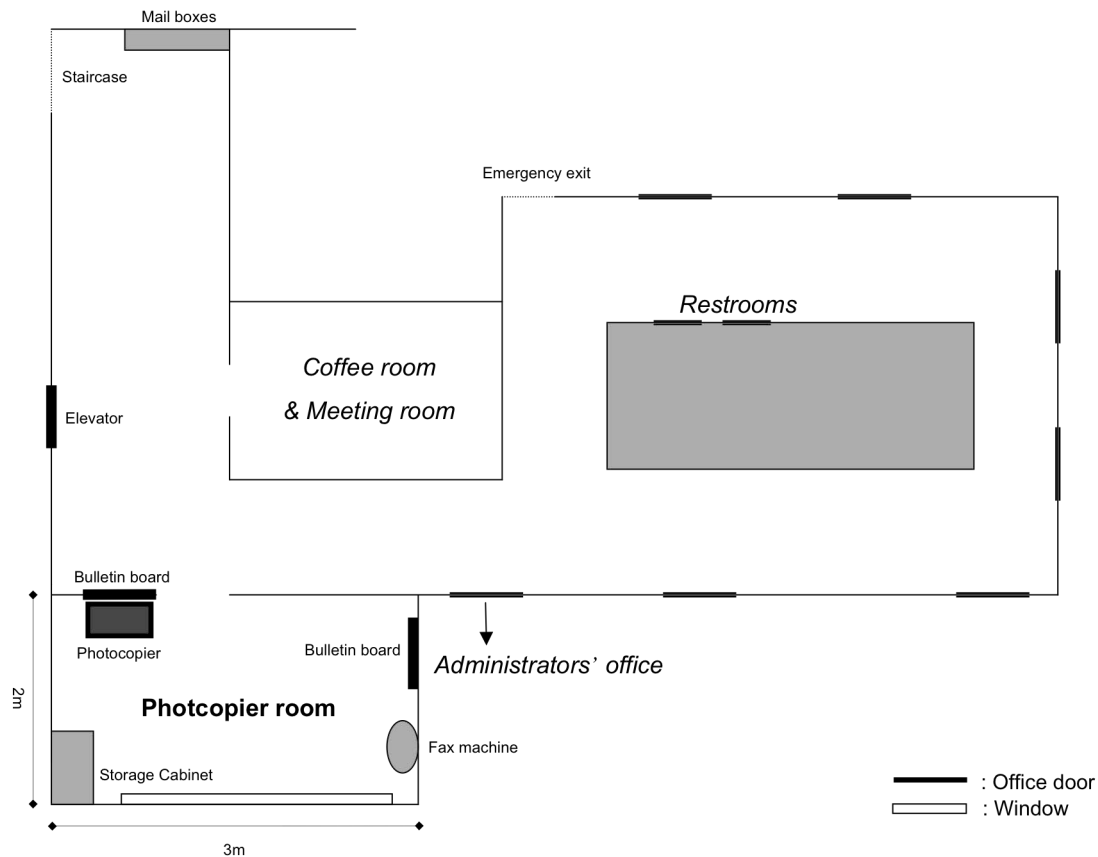 Mail boxes
Staircase
Emergency exit
Restrooms
Coffee room
& Meeting room
Elevator
Bulletin board
Photocopier
Bulletin board
Administrators’ office
2m
Photcopier room
Fax machine
Storage Cabinet
: Office door
: Window
3m